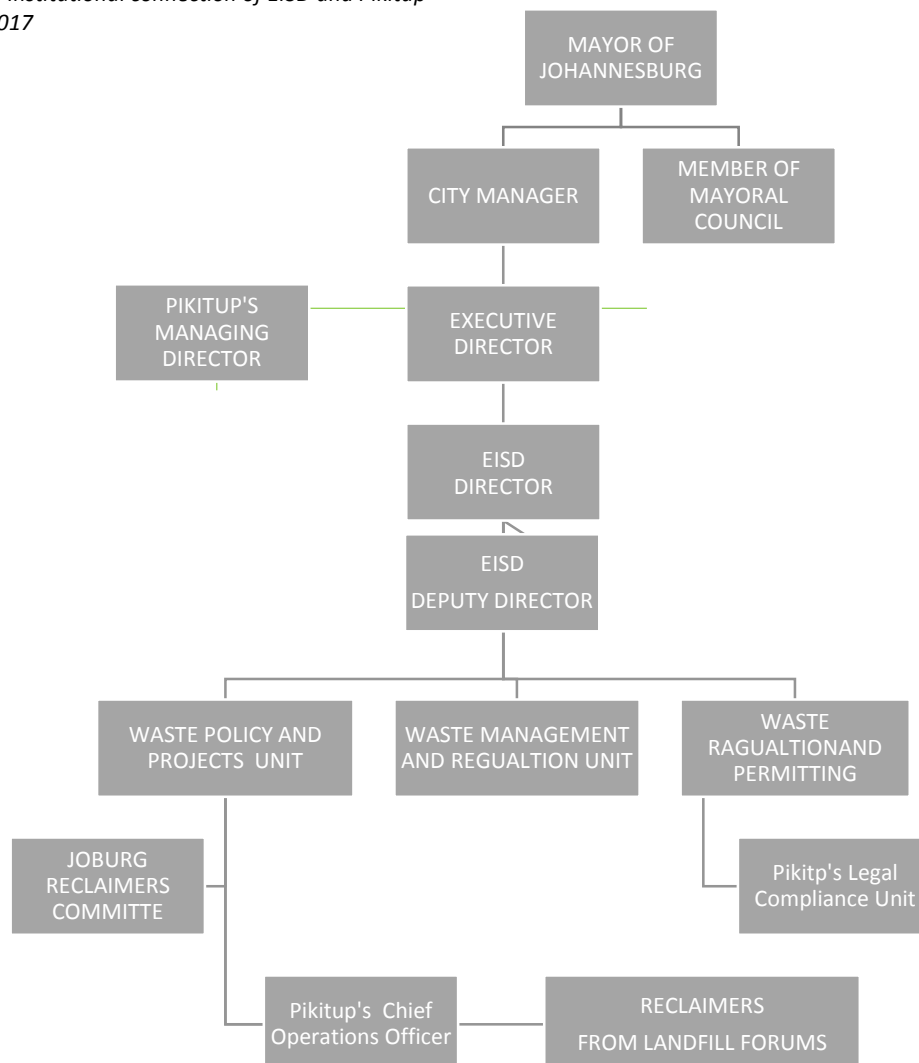 Institutional connection of EISD and Pikitup
017
MAYOR OF
JOHANNESBURG
CITY MANAGER
MEMBER OF
MAYORAL
COUNCIL
PIKITUP'S
MANAGING
DIRECTOR
EXECUTIVE
DIRECTOR
EISD
DIRECTOR
EISD
DEPUTY DIRECTOR
WASTE POLICY AND
PROJECTS UNIT
WASTE MANAGEMENT
AND REGUALTION UNIT
WASTE
RAGUALTIONAND
PERMITTING
JOBURG
RECLAIMERS
COMMITTE
Pikitp's Legal
Compliance Unit
Pikitup's Chief
Operations Officer
RECLAIMERS
FROM LANDFILL FORUMS